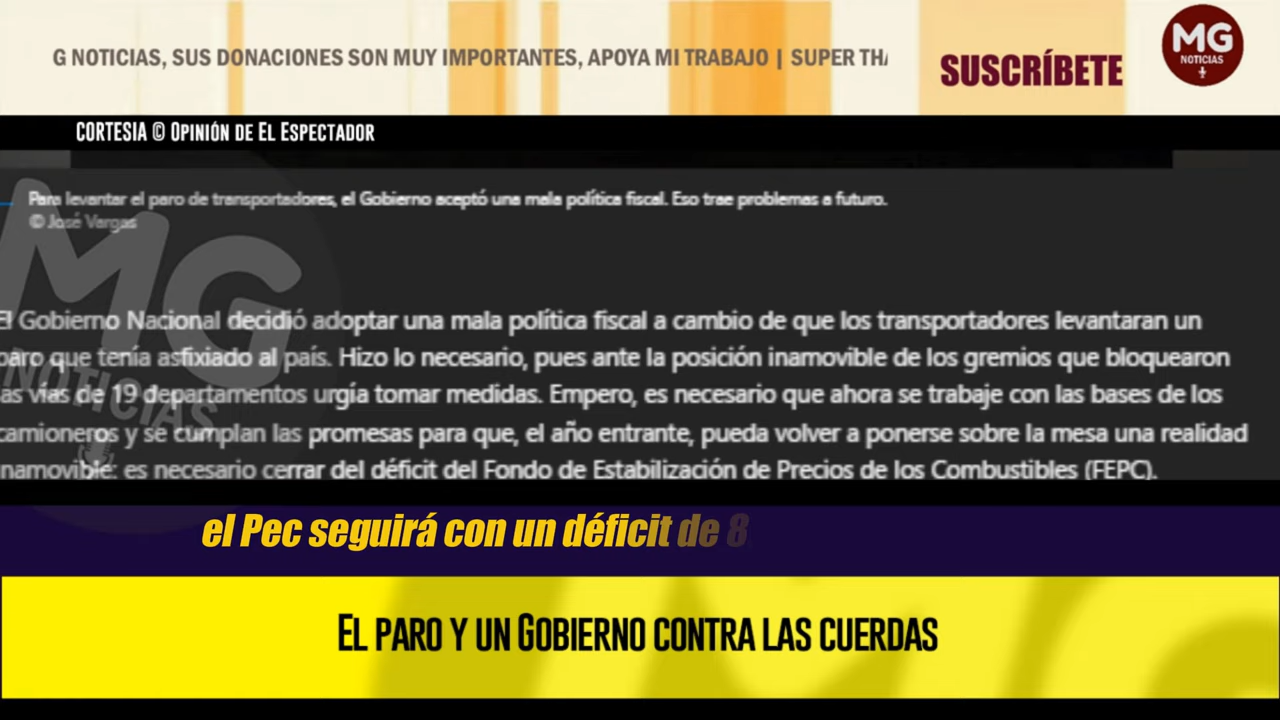 G NOTICIAS, SUS DONACIONES SON MUY IMPORTANTES, APOYA MI TRABAJO | SUPER THA
SUSCRÍBETE
MG
NOTICIAS
CORTESIA © OPINIÓN DE EL ESPECTADOR
Para levantar el paro de transportadores, el Gobierno aceptó una mala política fiscal. Eso trae problemas a futuro.
© José Vargas
El Gobierno Nacional decidió adoptar una mala política fiscal a cambio de que los transportadores levantaran un
paro que tenía asfixiado al país. Hizo lo necesario, pues ante la posición inamovible de los gremios que bloquearon
as vías de 19 departamentos urgía tomar medidas. Empero, es necesario que ahora se trabaje con las bases de los
camioneros y se cumplan las promesas para que, el año entrante, pueda volver a ponerse sobre la mesa una realidad
namovible: es necesario cerrar del déficit del Fondo de Estabilización de Precios de los Combustibles (FEPC).
MG
NOTICIAS
el Pec seguirá con un déficit de 8
EL PARO Y UN GOBIERNO CONTRA LAS CUERDAS